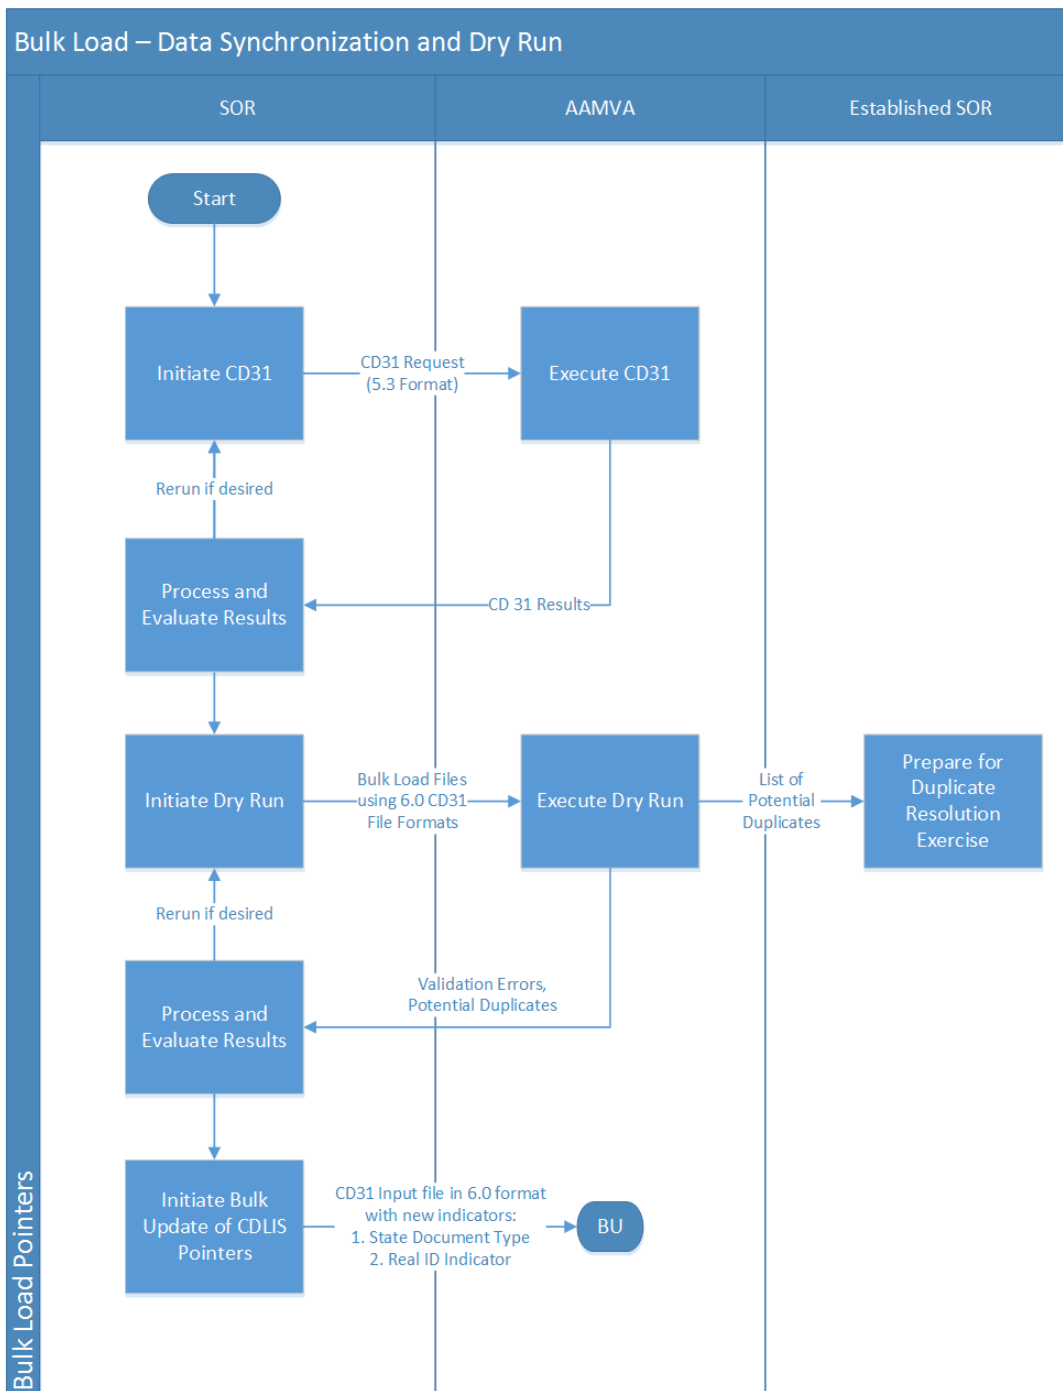 Bulk Load – Data Synchronization and Dry Run
SOR
AAMVA
Established SOR
Start
Initiate CD31
CD31 Request
(5.3 Format)
Execute CD31
Rerun if desired
Process and
Evaluate Results
CD 31 Results
Initiate Dry Run
Bulk Load Files
using 6.0 CD31
File Formats
Execute Dry Run
List of
Potential
Duplicates
Prepare for
Duplicate
Resolution
Exercise
Rerun if desired
Process and
Evaluate Results
Validation Errors,
Potential Duplicates
Initiate Bulk
Update of CDLIS
Pointers
CD31 Input file in 6.0 format
with new indicators:
1. State Document Type
2. Real ID Indicator
BU
Bulk Load Pointers